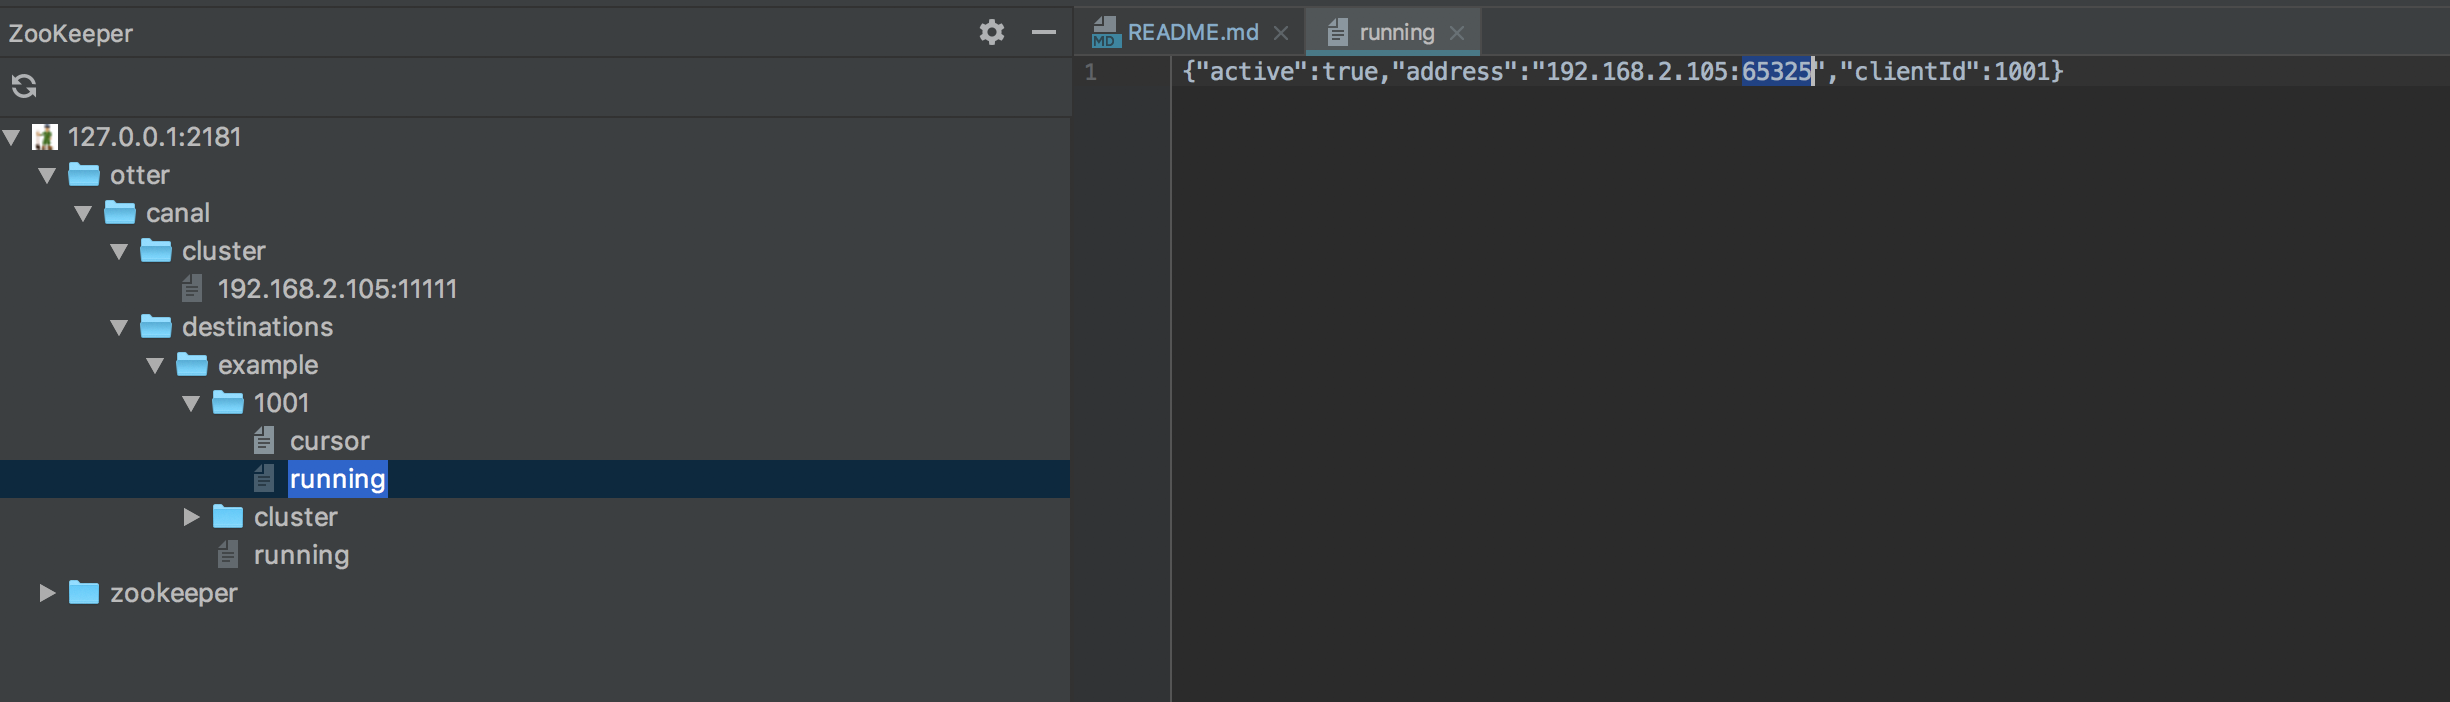 ZooKeeper
127.0.0.1:2181
otter
canal
cluster
192.168.2.105:11111
destinations
example
1001
cursor
running
cluster
running
zookeeper
MD README.md
running
1 {"active":true,"address":"192.168.2.105:65325","clientId":1001}